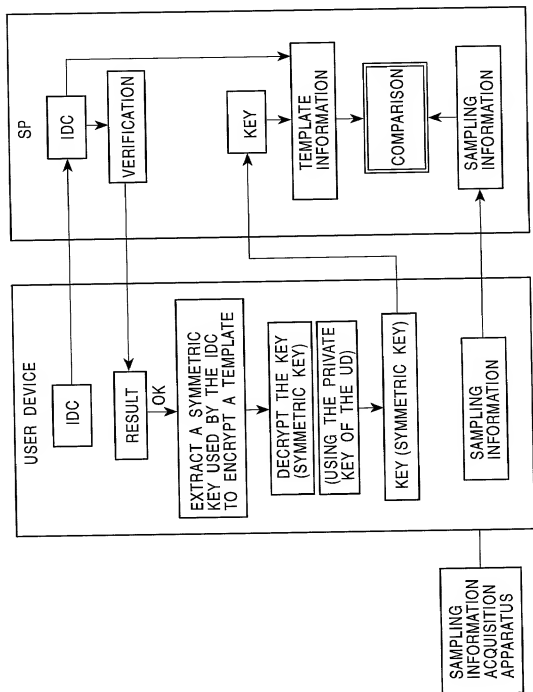 USER DEVICE
IDC
RESULT
OK
EXTRACT A SYMMETRIC
KEY USED BY THE IDC
TO ENCRYPT A TEMPLATE
DECRYPT THE KEY
(SYMMETRIC KEY)
(USING THE PRIVATE
KEY OF THE UD)
KEY (SYMMETRIC KEY)
SAMPLING
INFORMATION
SP
IDC
VERIFICATION
KEY
TEMPLATE
INFORMATION
COMPARISON
SAMPLING
INFORMATION
SAMPLING
INFORMATION
ACQUISITION
APPARATUS